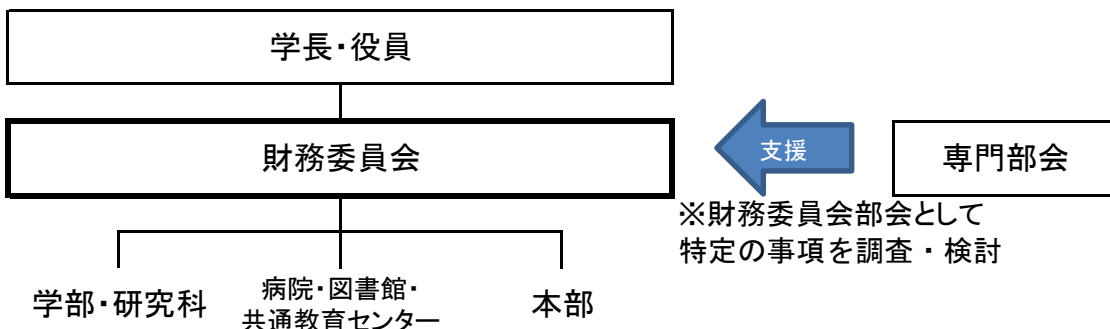 学長・役員
財務委員会
支援
専門部会
※財務委員会部会として
特定の事項を調査・検討
学部・研究科
病院・図書館・
共通教育センター
本部